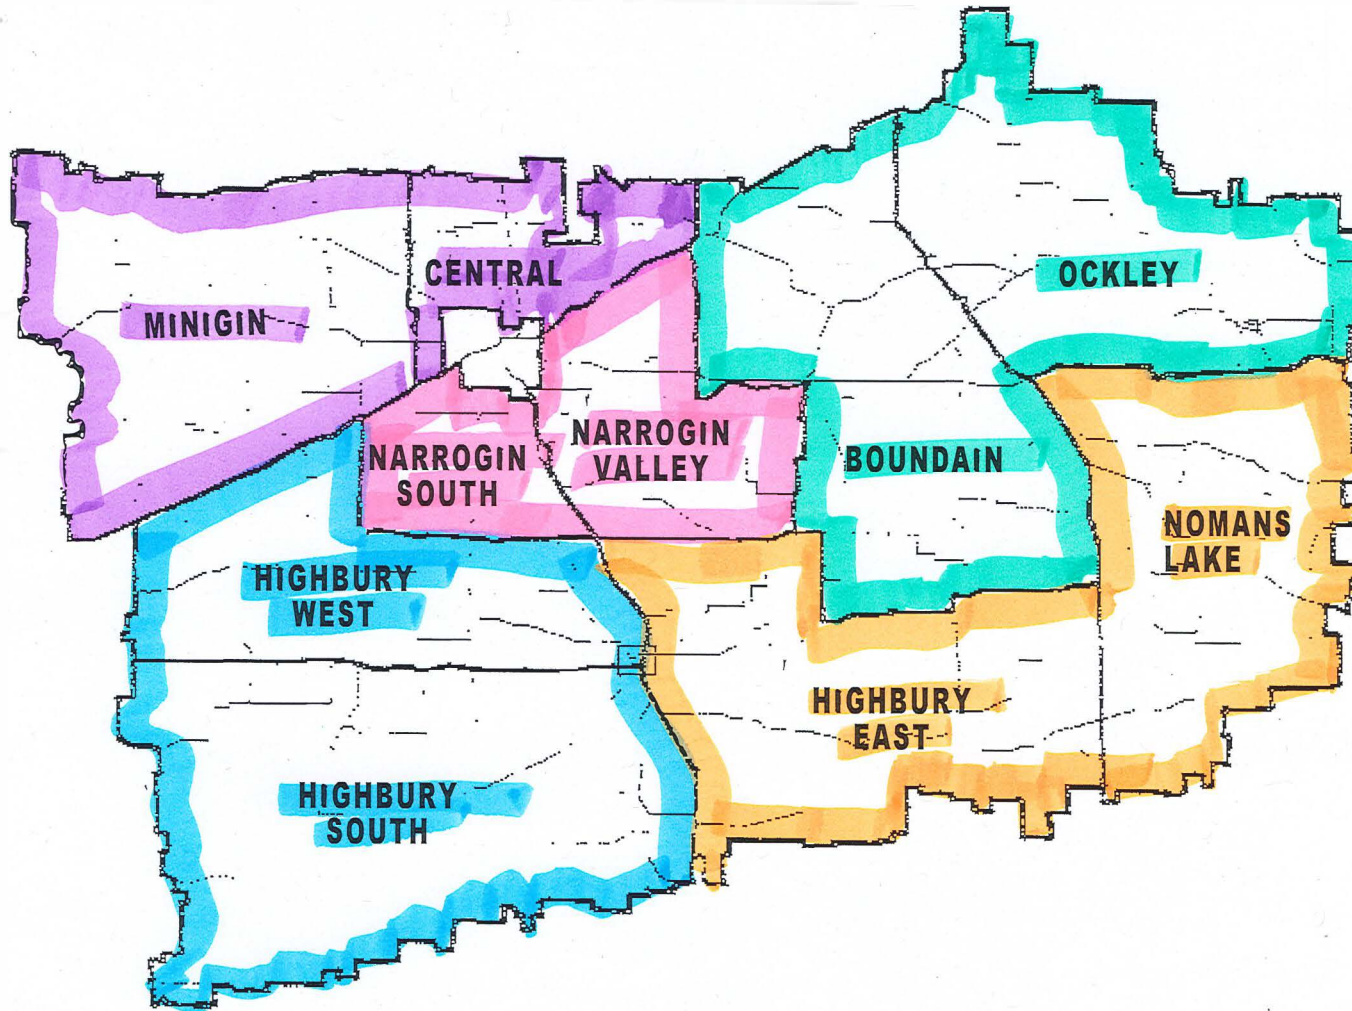 CENTRAL
OCKLEY
MINIGIN
NARROGIN
VALLEY
NARROGIN
SOUTH
BOUNDAIN
NOMANS
LAKE
HIGHBURY
WEST
HIGHBURY
EAST
HIGHBURY
SOUTH